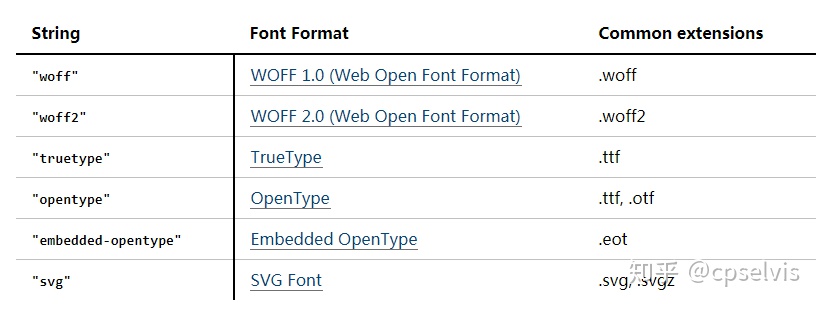 String Font Format Common extensions
"woff" WOFF 1.0 (Web Open Font Format) .woff
"woff2" WOFF 2.0 (Web Open Font Format) .woff2
"truetype" TrueType .ttf
"opentype" OpenType .ttf, .otf
"embedded-opentype" Embedded OpenType .eot
"svg" SVG Font .svg, .svgz
知乎 @cpselvis